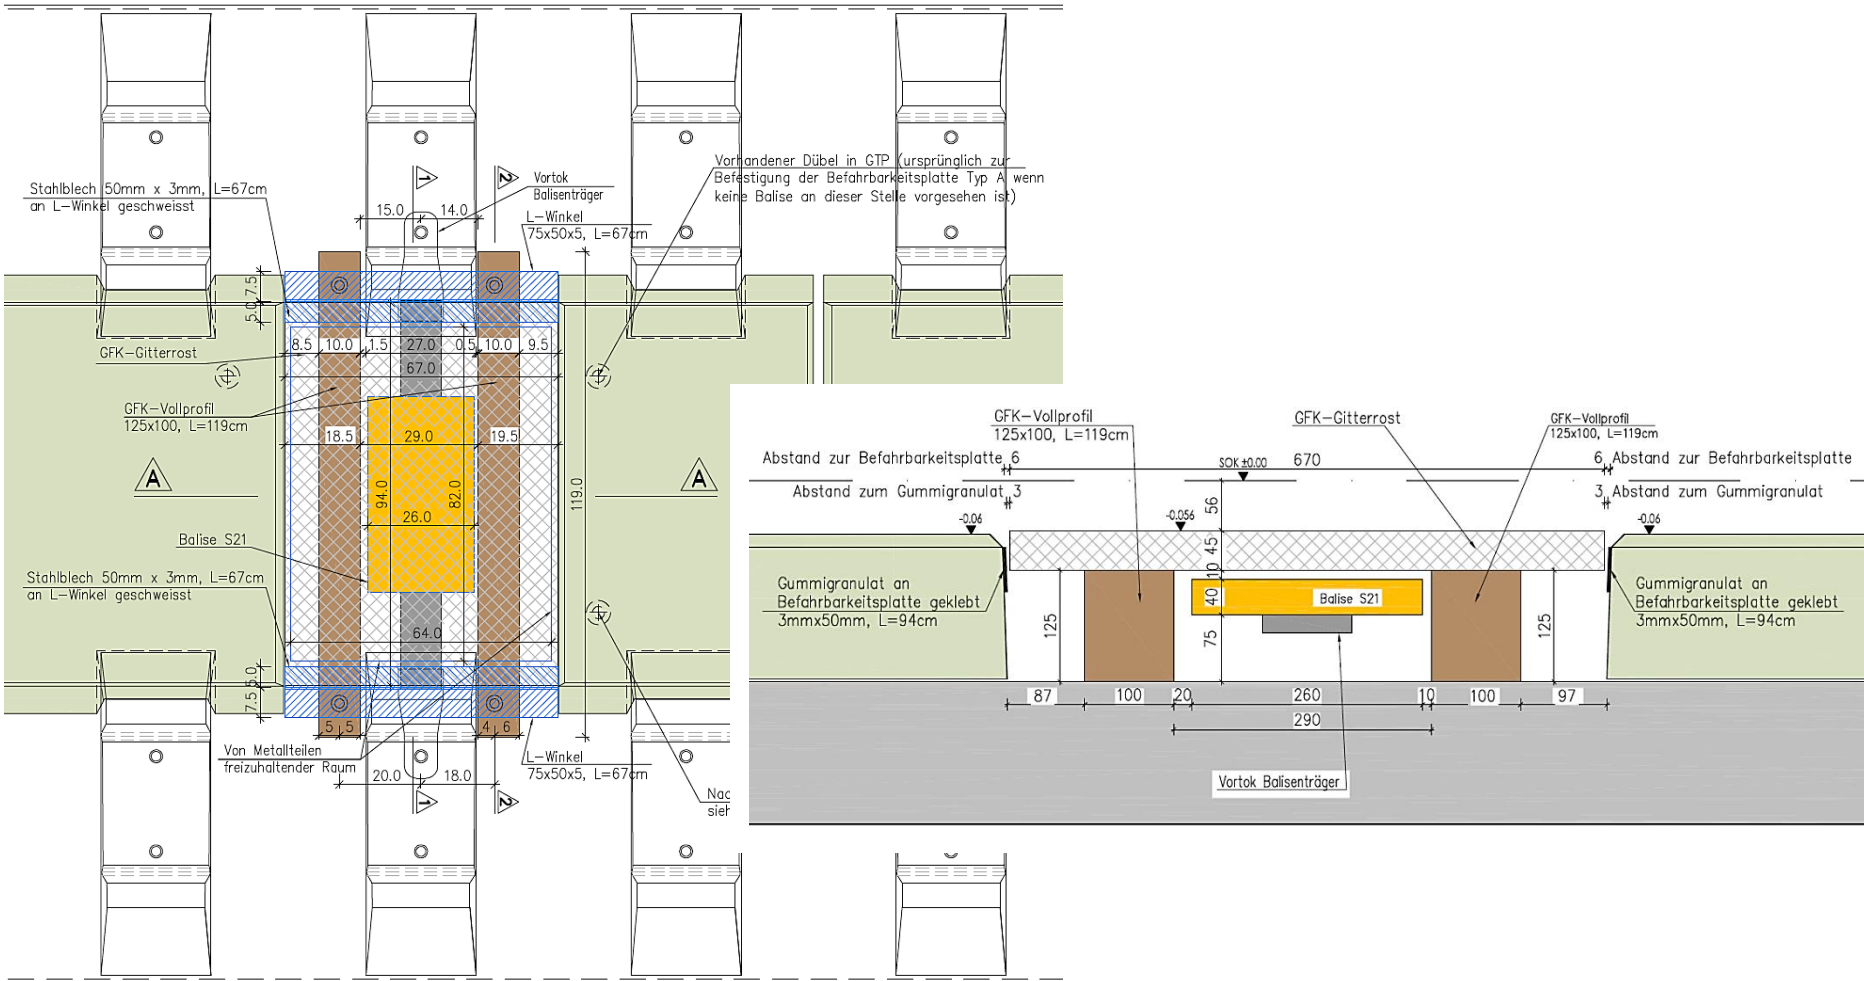 Vorhandener Dübel in GTP (ursprünglich zur
Befestigung der Befahrbarkeitsplatte Typ A wenn
keine Balise an dieser Stelle vorgesehen ist)
1
2
Vortok
Balisenträger
Stahlblech 50mm x 3mm, L=67cm
an L-Winkel geschweisst
15.0
14.0
L-Winkel
75x50x5, L=67cm
7.5
5.0
8.5
10.0
1.5
27.0
0.5
10.0
9.5
GFK-Gitterrost
67.0
GFK-Vollprofil
125x100, L=119cm
18.5
29.0
19.5
A
A
94.0
82.0
119.0
26.0
Balise S21
Stahlblech 50mm x 3mm, L=67cm
an L-Winkel geschweisst
64.0
5.0
7.5
5
5
4
6
Von Metallteilen
freizuhaltender Raum
L-Winkel
75x50x5, L=67cm
20.0
18.0
1
2
Nac
sieh
GFK-Vollprofil
125x100, L=119cm
GFK-Gitterrost
GFK-Vollprofil
125x100, L=119cm
Abstand zur Befahrbarkeitsplatte
6
SOK ±0.00
670
6
Abstand zur Befahrbarkeitsplatte
Abstand zum Gummigranulat
3
3
Abstand zum Gummigranulat
56
-0.06
-0.056
-0.06
45
10
40
75
Gummigranulat an
Befahrbarkeitsplatte geklebt
3mmx50mm, L=94cm
Balise S21
Gummigranulat an
Befahrbarkeitsplatte geklebt
3mmx50mm, L=94cm
125
125
87
100
20
260
10
100
97
290
Vortok Balisenträger